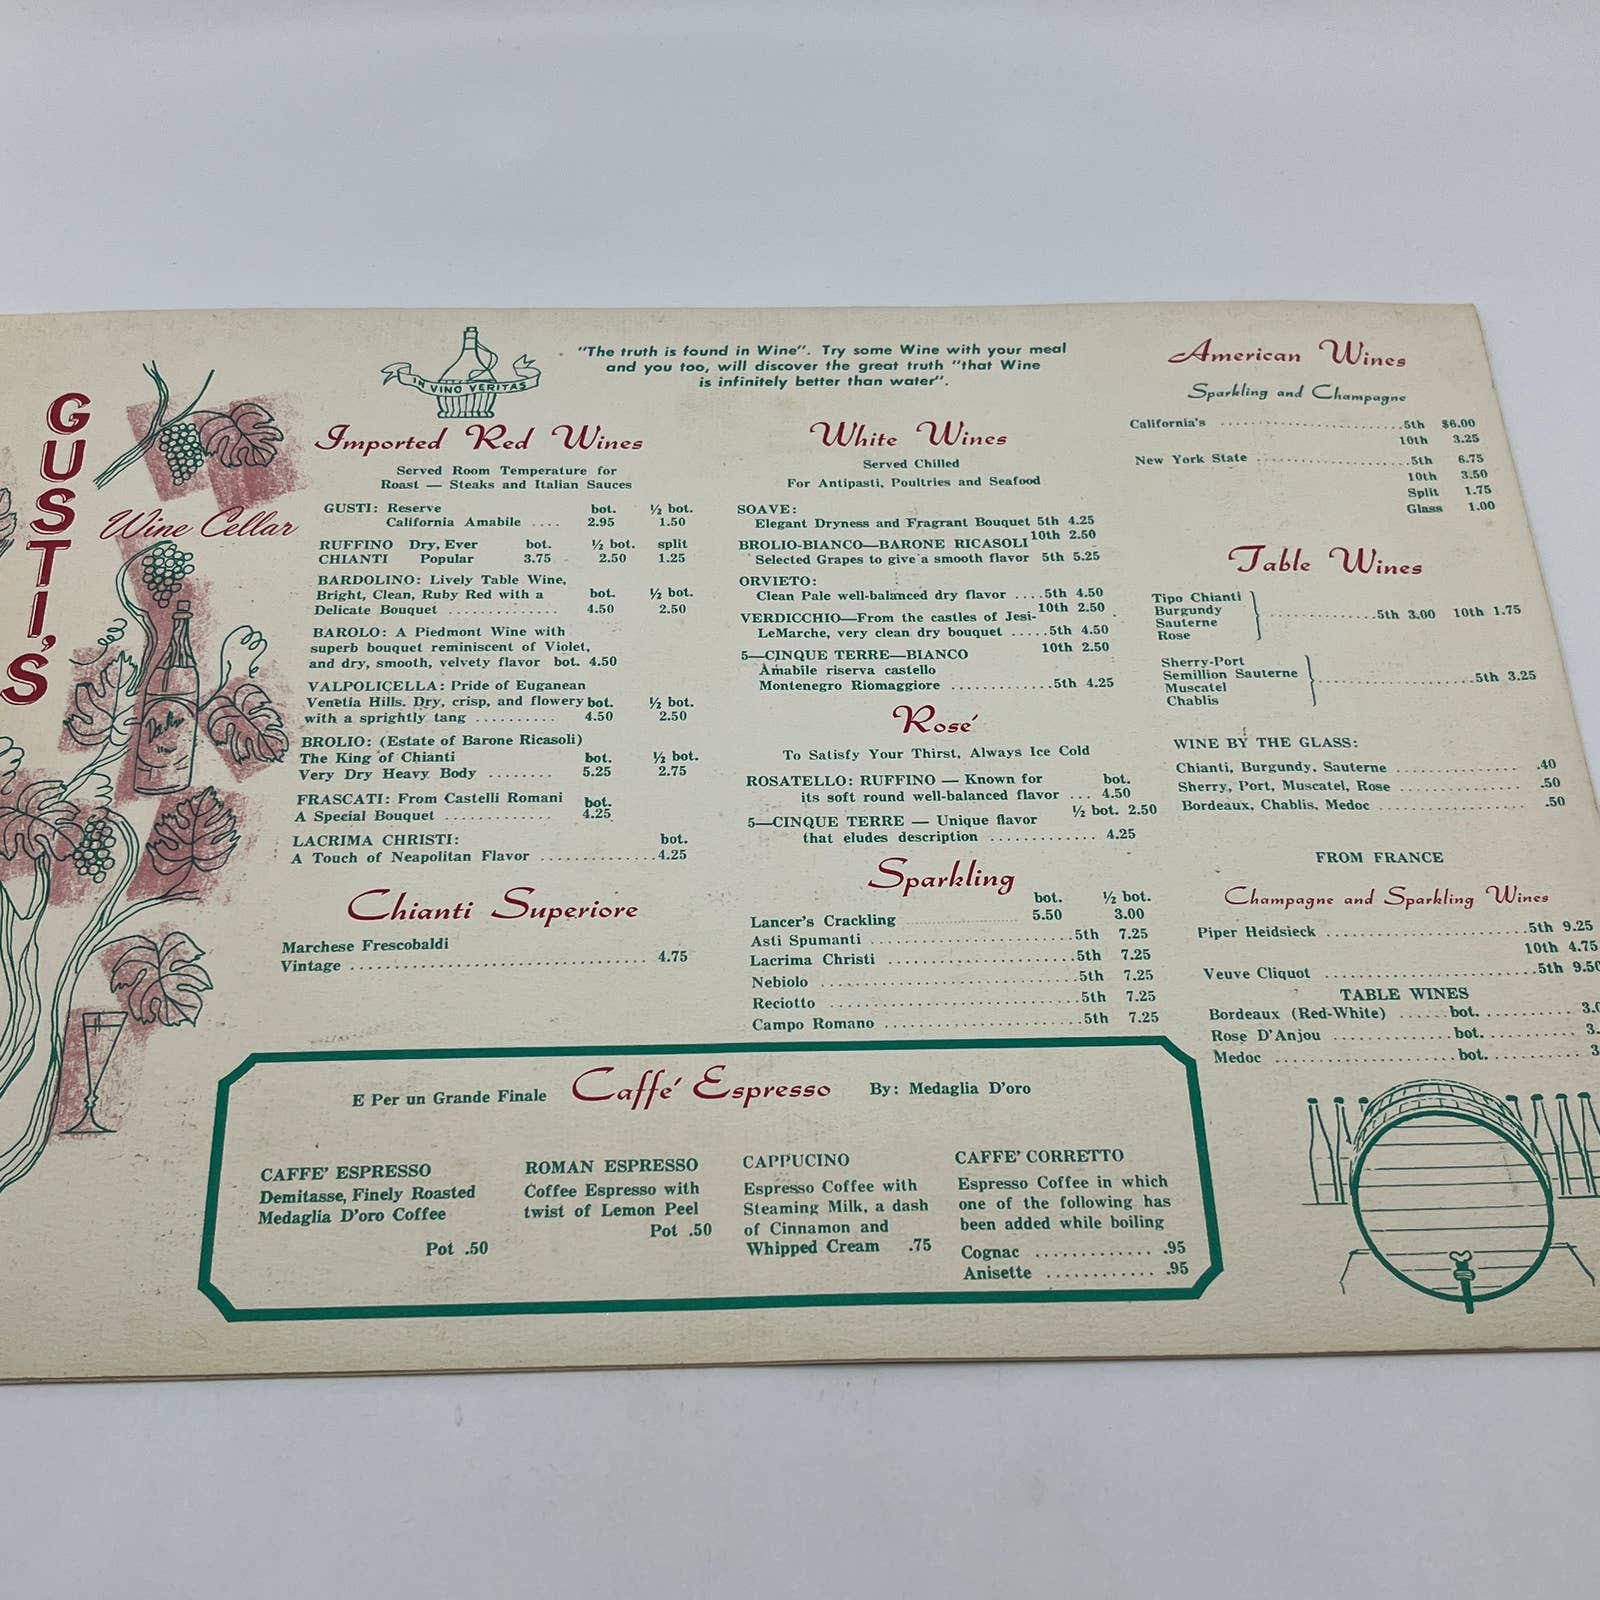 GUSTI'S
Wine Cellar
IN VINO VERITAS
"The truth is found in Wine". Try some Wine with your meal
and you too, will discover the great truth "that Wine
is infinitely better than water".
Imported Red Wines
Served Room Temperature for
Roast — Steaks and Italian Sauces
GUSTI: Reserve bot. ½ bot.
California Amabile .... 2.95 1.50
RUFFINO Dry, Ever bot. ½ bot. split
CHIANTI Popular 3.75 2.50 1.25
BARDOLINO: Lively Table Wine,
Bright, Clean, Ruby Red with a bot. ½ bot.
Delicate Bouquet .............. 4.50 2.50
BAROLO: A Piedmont Wine with
superb bouquet reminiscent of Violet,
and dry, smooth, velvety flavor bot. 4.50
VALPOLICELLA: Pride of Euganean
Venetia Hills. Dry, crisp, and flowery bot. ½ bot.
with a sprightly tang .......... 4.50 2.50
BROLIO: (Estate of Barone Ricasoli)
The King of Chianti bot. ½ bot.
Very Dry Heavy Body ........ 5.25 2.75
FRASCATI: From Castelli Romani bot.
A Special Bouquet ............. 4.25
LACRIMA CHRISTI: bot.
A Touch of Neapolitan Flavor .............4.25
Chianti Superiore
Marchese Frescobaldi
Vintage .................................. 4.75
White Wines
Served Chilled
For Antipasti, Poultries and Seafood
SOAVE:
Elegant Dryness and Fragrant Bouquet 5th 4.25
10th 2.50
BROLIO-BIANCO—BARONE RICASOLI
Selected Grapes to give a smooth flavor 5th 5.25
ORVIETO:
Clean Pale well-balanced dry flavor ....5th 4.50
10th 2.50
VERDICCHIO—From the castles of Jesi-
LeMarche, very clean dry bouquet .....5th 4.50
10th 2.50
5—CINQUE TERRE—BIANCO
Amabile riserva castello
Montenegro Riomaggiore ............5th 4.25
Rosé
To Satisfy Your Thirst, Always Ice Cold
ROSATELLO: RUFFINO — Known for bot.
its soft round well-balanced flavor ... 4.50
½ bot. 2.50
5—CINQUE TERRE — Unique flavor
that eludes description ............ 4.25
Sparkling
bot. ½ bot.
Lancer's Crackling ............ 5.50 3.00
Asti Spumanti .......................5th 7.25
Lacrima Christi .....................5th 7.25
Nebiolo .............................5th 7.25
Reciotto .............................5th 7.25
Campo Romano ......................5th 7.25
American Wines
Sparkling and Champagne
California's ........................5th $6.00
10th 3.25
New York State ....................5th 6.75
10th 3.50
Split 1.75
Glass 1.00
Table Wines
Tipo Chianti
Burgundy
Sauterne
Rose
...............5th 3.00 10th 1.75
Sherry-Port
Semillion Sauterne
Muscatel
Chablis
.....................5th 3.25
WINE BY THE GLASS:
Chianti, Burgundy, Sauterne ............... .40
Sherry, Port, Muscatel, Rose ............... .50
Bordeaux, Chablis, Medoc .................. .50
FROM FRANCE
Champagne and Sparkling Wines
Piper Heidsieck ........................5th 9.25
10th 4.75
Veuve Cliquot .........................5th 9.50
TABLE WINES
Bordeaux (Red-White) ......bot.
Rose D'Anjou ..............bot.
Medoc ......................bot.
E Per un Grande Finale Caffe' Espresso By: Medaglia D'oro
CAFFE' ESPRESSO
Demitasse, Finely Roasted
Medaglia D'oro Coffee
Pot .50
ROMAN ESPRESSO
Coffee Espresso with
twist of Lemon Peel
Pot .50
CAPPUCINO
Espresso Coffee with
Steaming Milk, a dash
of Cinnamon and
Whipped Cream .75
CAFFE' CORRETTO
Espresso Coffee in which
one of the following has
been added while boiling
Cognac ............ .95
Anisette ............ .95